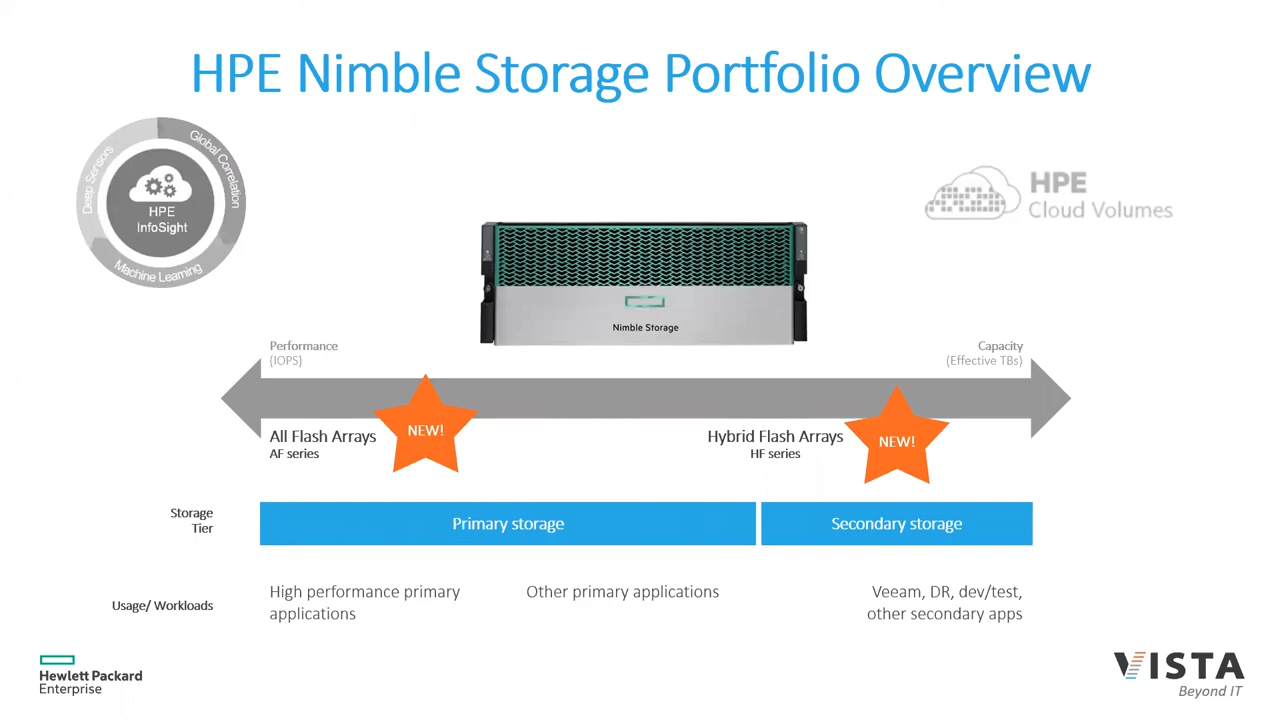 HPE Nimble Storage Portfolio Overview
Deep Sensors
Global Correlation
HPE
InfoSight
Machine Learning
HPE
Cloud Volumes
Nimble Storage
Performance
(IOPS)
Capacity
(Effective TBs)
All Flash Arrays
AF series
NEW!
Hybrid Flash Arrays
HF series
NEW!
Storage
Tier
Primary storage
Secondary storage
Usage/ Workloads
High performance primary
applications
Other primary applications
Veeam, DR, dev/test,
other secondary apps
Hewlett Packard
Enterprise
VISTA
Beyond IT